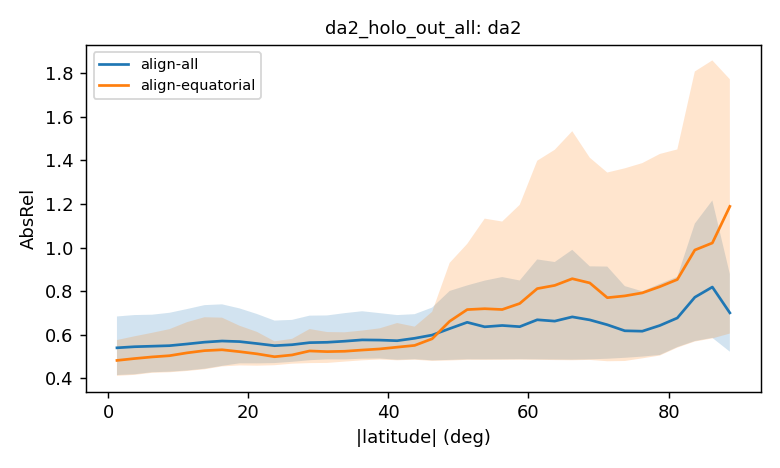 da2_holo_out_all: da2
align-all
align-equatorial
AbsRel
1.8
1.6
1.4
1.2
1.0
0.8
0.6
0.4
0 20 40 60 80
|latitude| (deg)